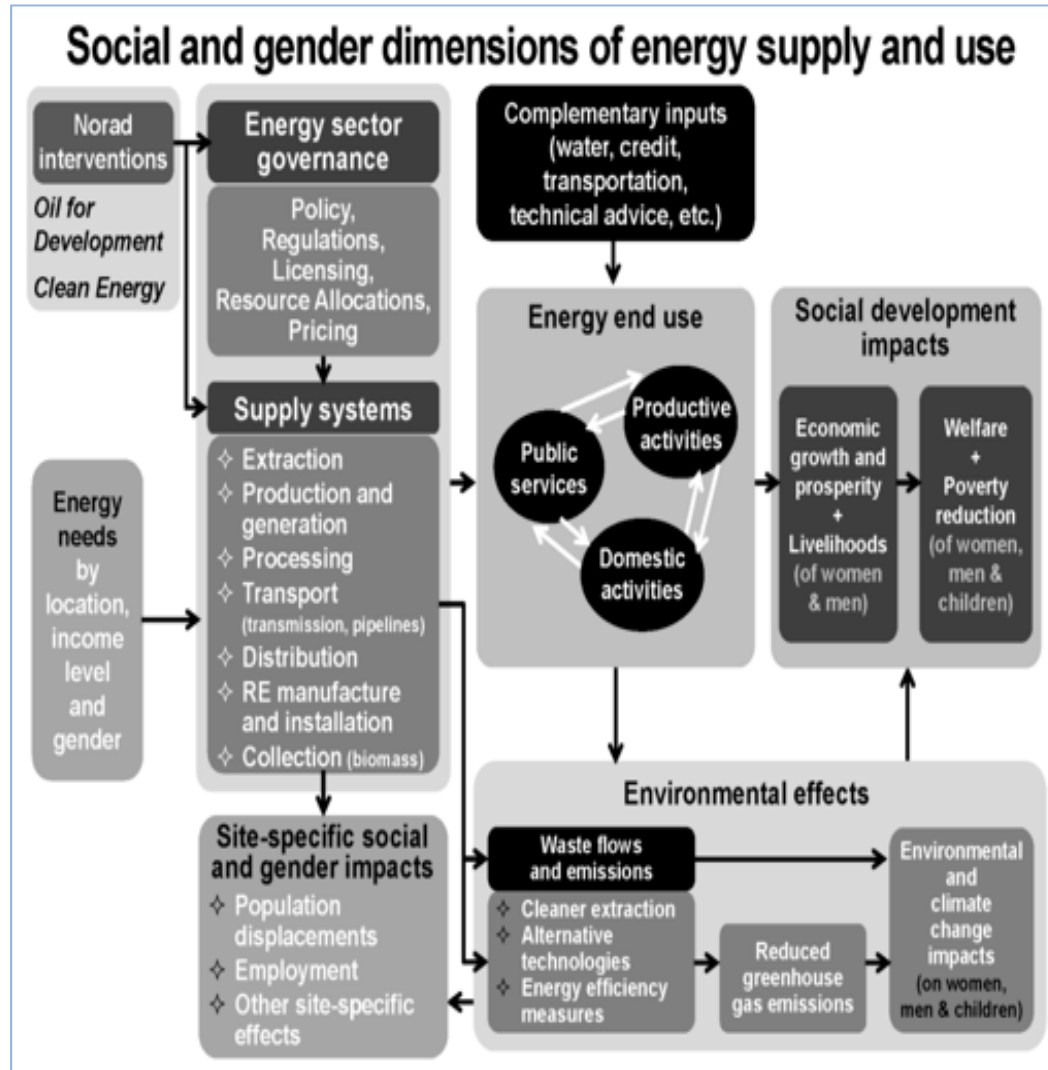 Social and gender dimensions of energy supply and use
Norad
interventions
Oil for
Development
Clean Energy
Energy sector
governance
Policy,
Regulations,
Licensing,
Resource Allocations,
Pricing
Supply systems
✧ Extraction
✧ Production and
generation
✧ Processing
✧ Transport
(transmission, pipelines)
✧ Distribution
✧ RE manufacture
and installation
✧ Collection (biomass)
Energy
needs
by
location,
income
level
and
gender
Complementary inputs
(water, credit,
transportation,
technical advice, etc.)
Energy end use
Productive
activities
Public
services
Domestic
activities
Social development
impacts
Economic
growth and
prosperity
+
Livelihoods
(of women
& men)
Welfare
+
Poverty
reduction
(of women,
men &
children)
Site-specific social
and gender impacts
✧ Population
displacements
✧ Employment
✧ Other site-specific
effects
Environmental effects
Waste flows
and emissions
✧ Cleaner extraction
✧ Alternative
technologies
✧ Energy efficiency
measures
Reduced
greenhouse
gas emissions
Environmental
and
climate
change
impacts
(on women,
men & children)